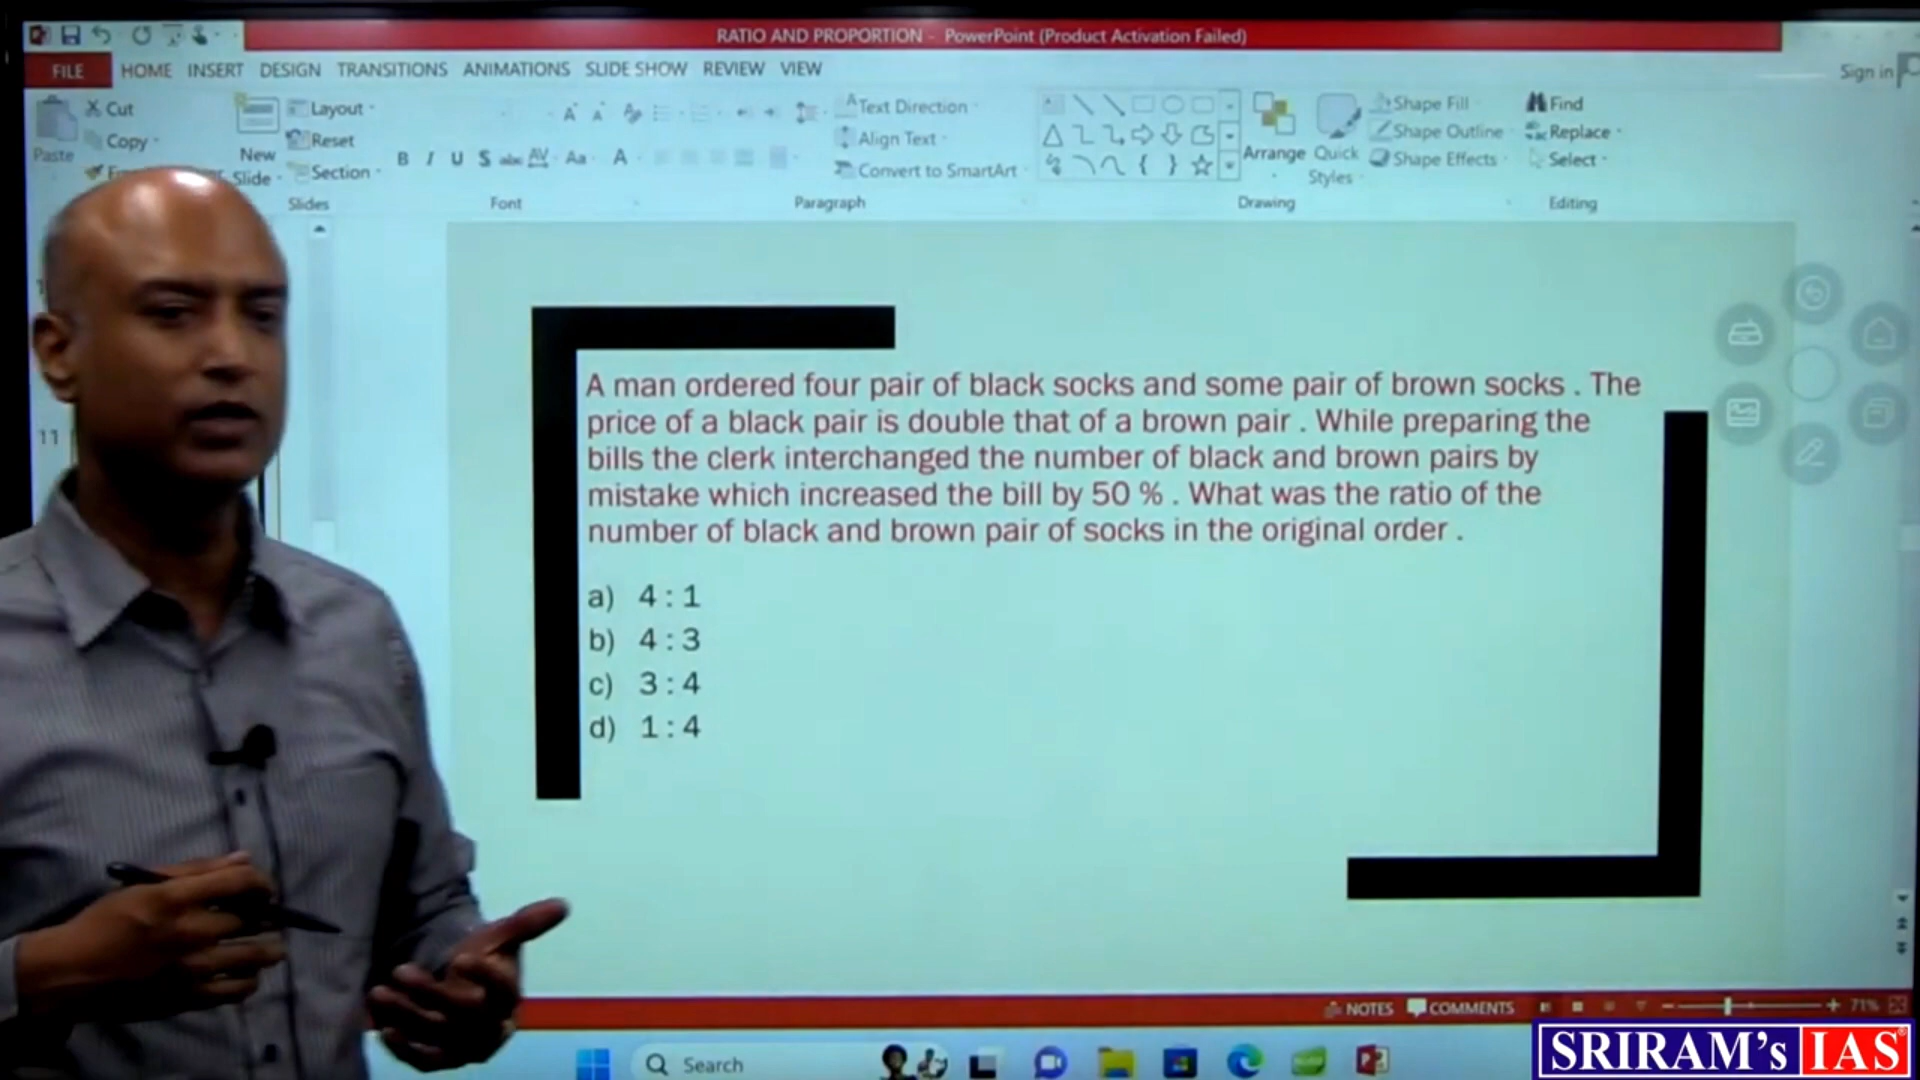 RATIO AND PROPORTION - PowerPoint (Product Activation Failed)
FILE HOME INSERT DESIGN TRANSITIONS ANIMATIONS SLIDE SHOW REVIEW VIEW
Sign in
Cut
Copy
Paste
New
Slide
Layout
Reset
Section
Slides
B I U S abc AV Aa A
Font
Text Direction
Align Text
Convert to SmartArt
Paragraph
Arrange
Quick
Styles
Shape Fill
Shape Outline
Shape Effects
Drawing
Find
Replace
Select
Editing
11
A man ordered four pair of black socks and some pair of brown socks . The
price of a black pair is double that of a brown pair . While preparing the
bills the clerk interchanged the number of black and brown pairs by
mistake which increased the bill by 50 % . What was the ratio of the
number of black and brown pair of socks in the original order .
a) 4 : 1
b) 4 : 3
c) 3 : 4
d) 1 : 4
NOTES COMMENTS 71%
Search
SRIRAM's IAS